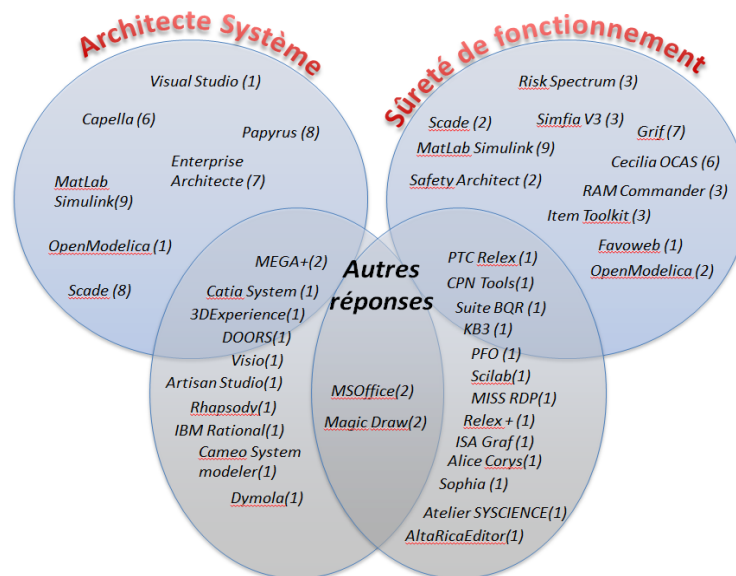 Architecte Système
Visual Studio (1)
Capella (6)
Papyrus (8)
Enterprise
Architecte (7)
MatLab
Simulink(9)
OpenModelica (1)
Scade (8)
Sûreté de fonctionnement
Risk Spectrum (3)
Scade (2)
Simfia V3 (3)
Grif (7)
MatLab Simulink (9)
Cecilia OCAS (6)
Safety Architect (2)
RAM Commander (3)
Item Toolkit (3)
Favoweb (1)
OpenModelica (2)
Autres
réponses
MEGA+(2)
Catia System (1)
3DExperience(1)
DOORS(1)
Visio(1)
Artisan Studio(1)
Rhapsody(1)
IBM Rational(1)
Cameo System
modeler(1)
Dymola(1)
MSOffice(2)
Magic Draw(2)
PTC Relex (1)
CPN Tools(1)
Suite BQR (1)
KB3 (1)
PFO (1)
Scilab(1)
MISS RDP(1)
Relex + (1)
ISA Graf (1)
Alice Corys(1)
Sophia (1)
Atelier SYSCIENCE(1)
AltaRicaEditor(1)